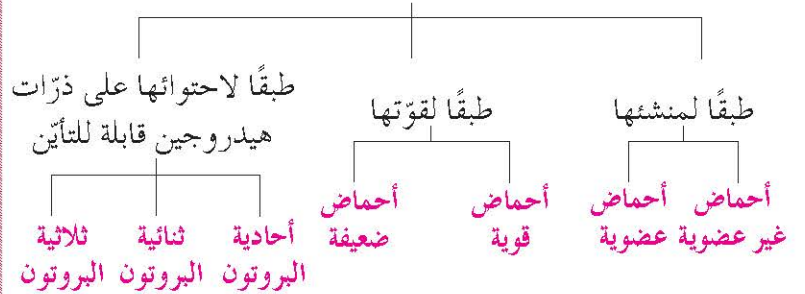 طبقًا لمنشئها
طبقًا لقوّتها
طبقًا لاحتوائها على ذرّات
هيدروجين قابلة للتأيّن
أحماض
غير عضوية
أحماض
عضوية
أحماض
قوية
أحماض
ضعيفة
أحادية
البروتون
ثنائية
البروتون
ثلاثية
البروتون